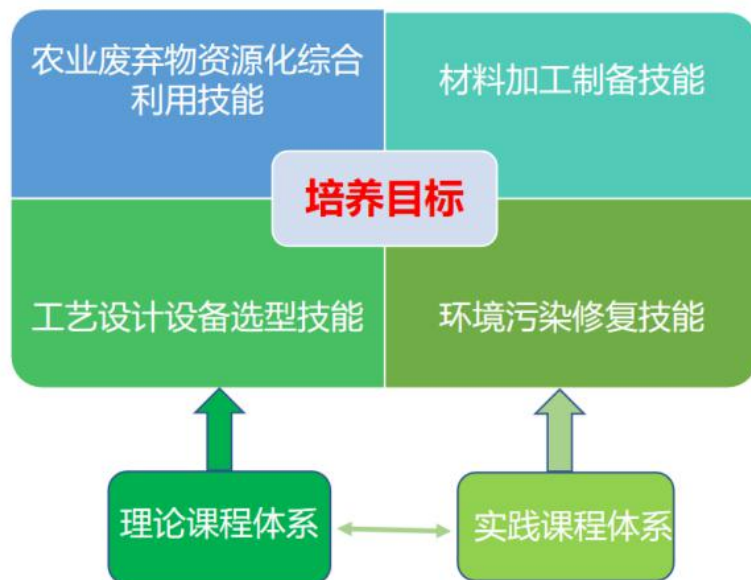 农业废弃物资源化综合
利用技能
材料加工制备技能
培养目标
工艺设计设备选型技能
环境污染修复技能
理论课程体系
实践课程体系